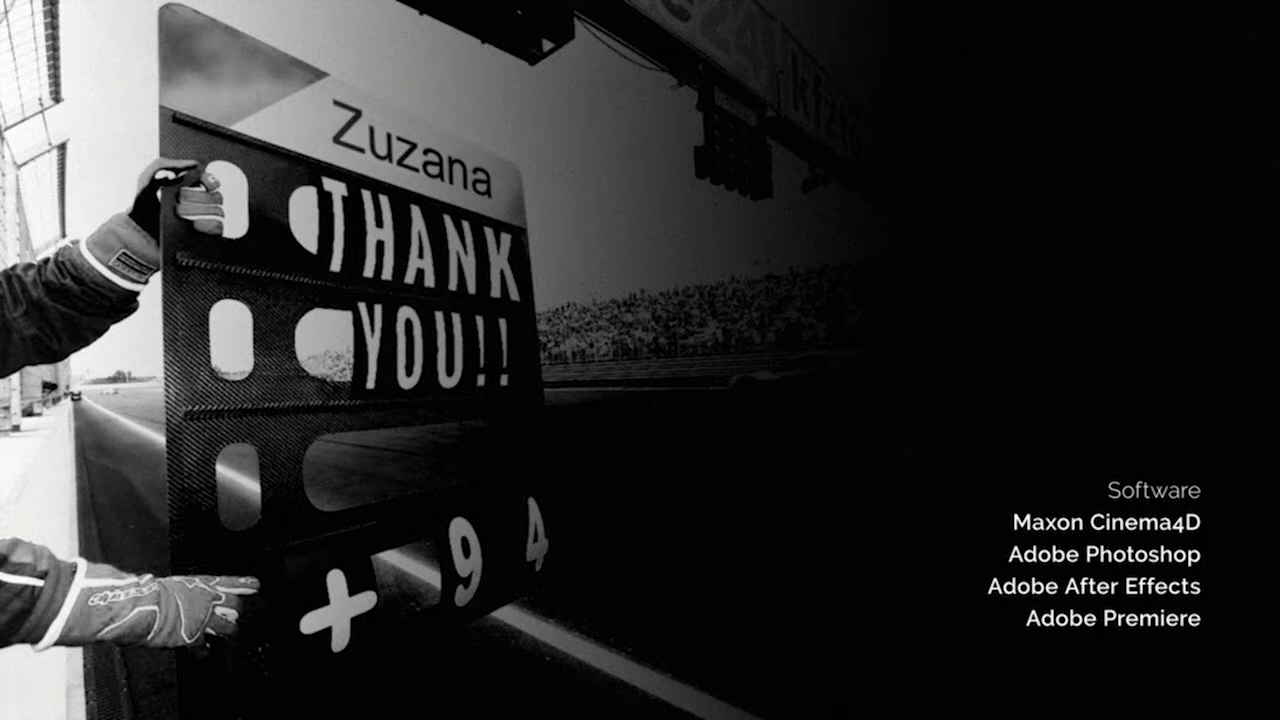 Zuzana
THANK
YOU!!
+ 9 4
Software
Maxon Cinema4D
Adobe Photoshop
Adobe After Effects
Adobe Premiere